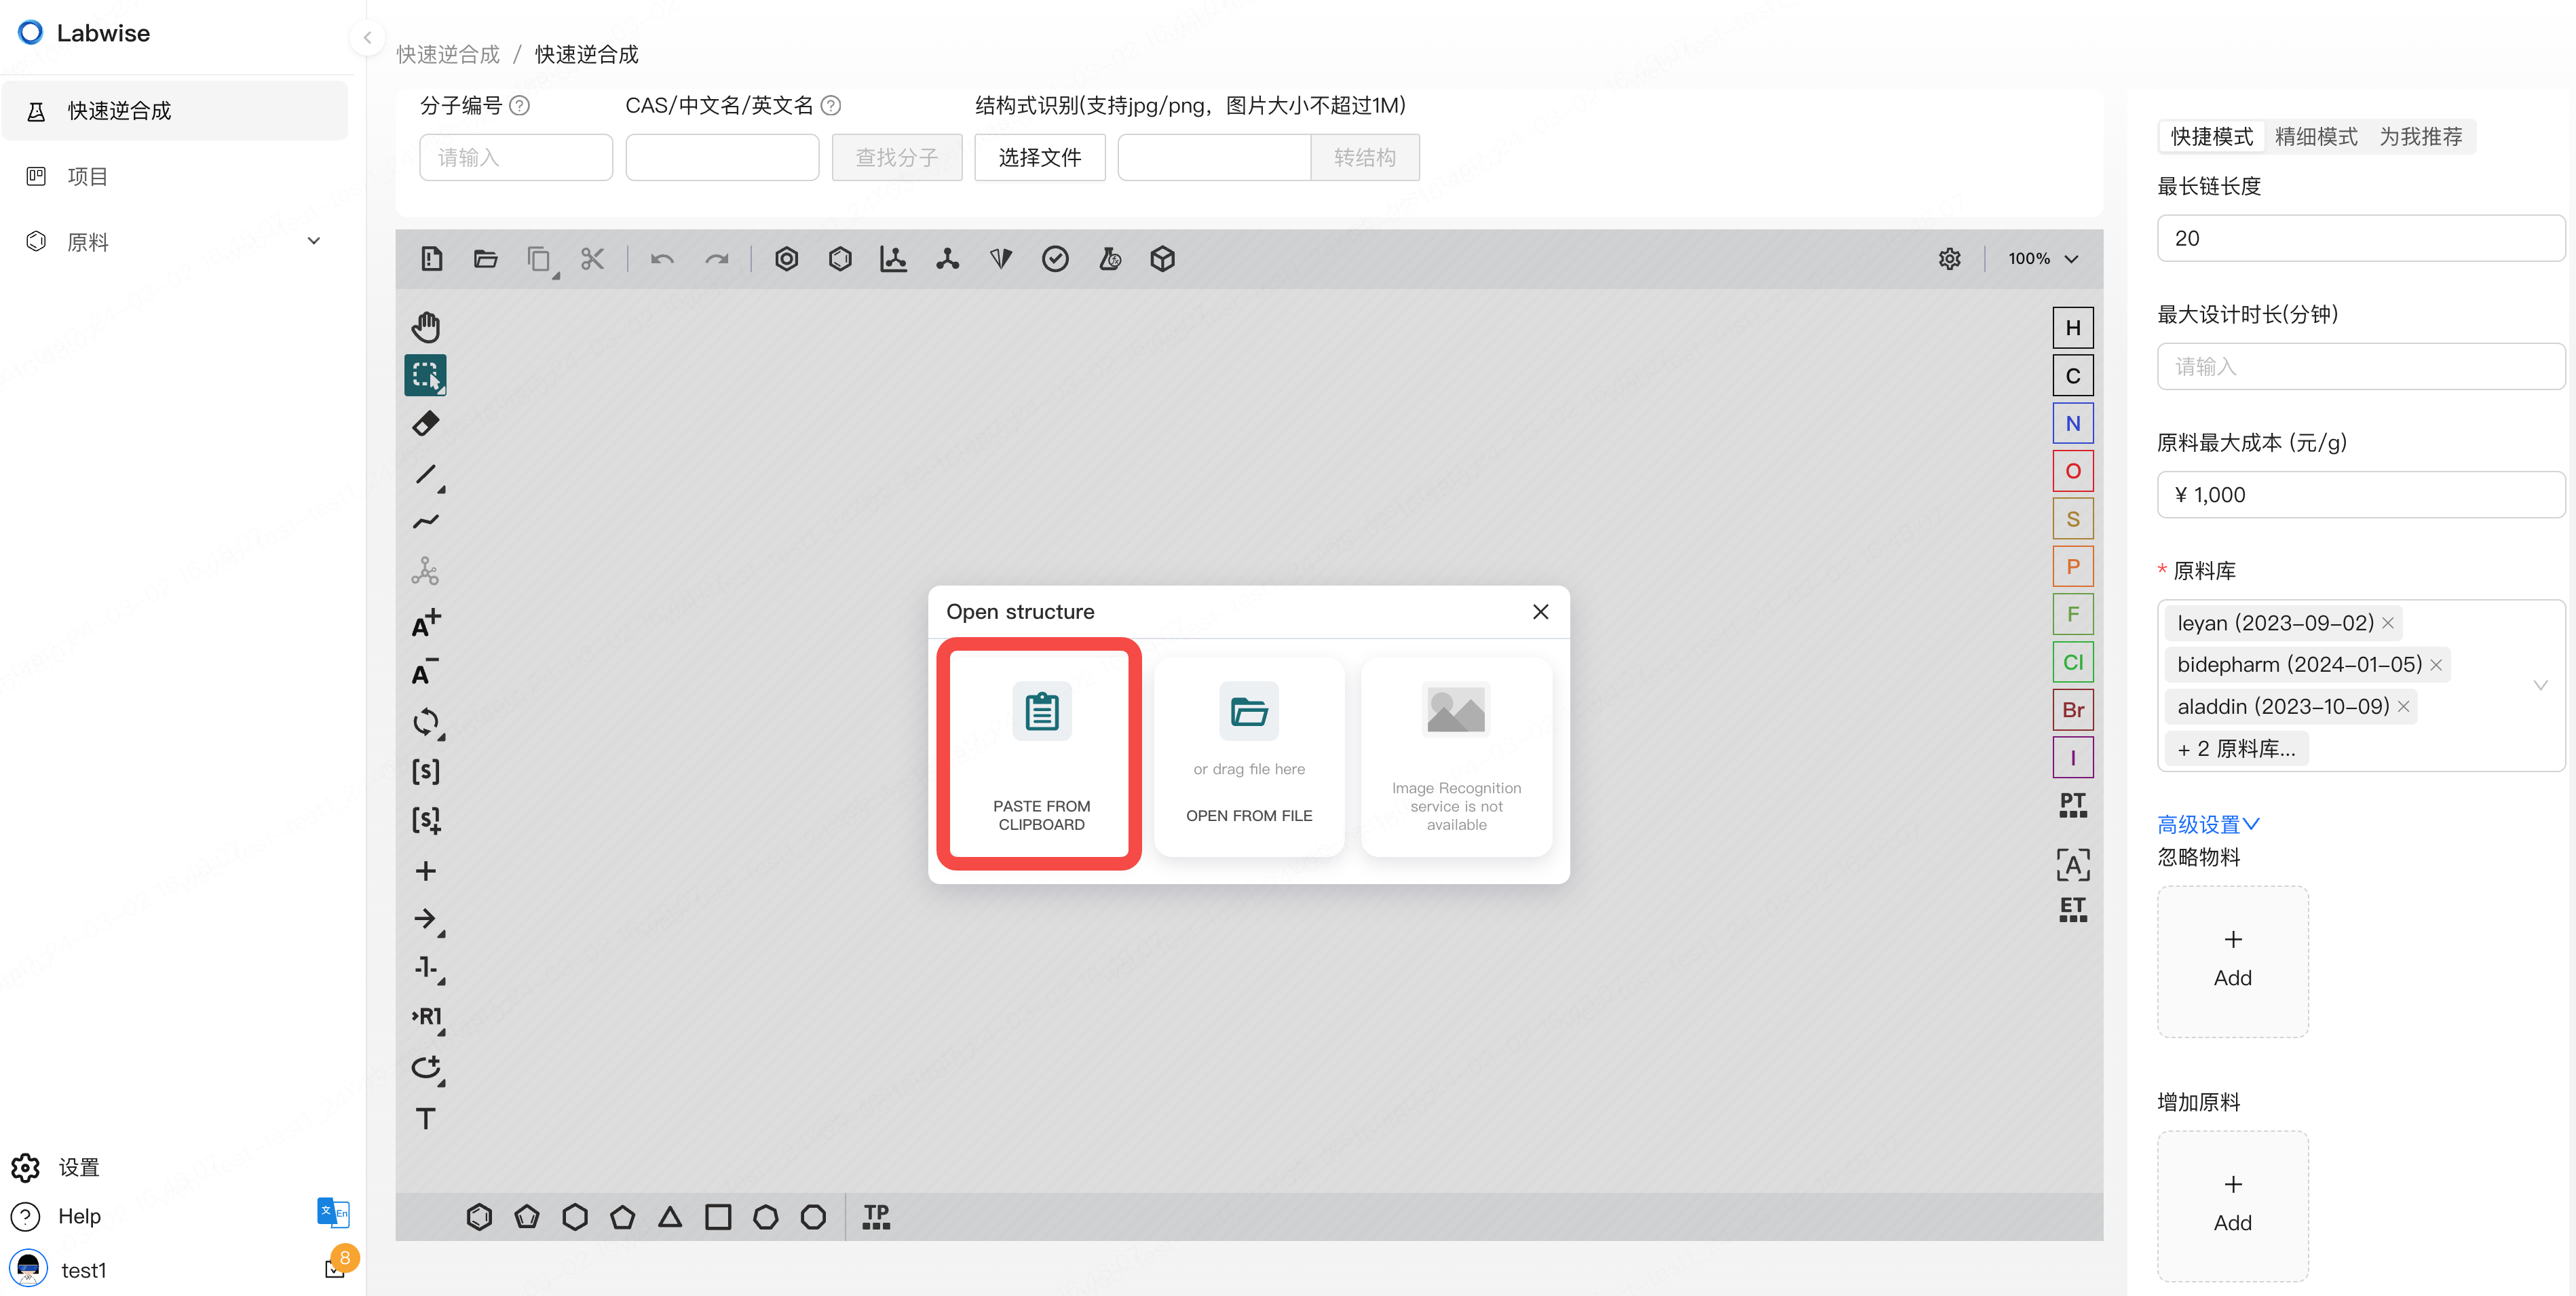 Labwise
快速逆合成
项目
原料
设置
Help
文 En
test1
8
快速逆合成 / 快速逆合成
分子编号 ?
CAS/中文名/英文名 ?
结构式识别(支持jpg/png，图片大小不超过1M)
请输入
查找分子
选择文件
转结构
100%
H
C
N
O
S
P
F
Cl
Br
I
PT
[A]
ET
A+
A-
[S]
[S]+
R1
T
TP
Open structure
PASTE FROM
CLIPBOARD
or drag file here
OPEN FROM FILE
Image Recognition
service is not
available
快捷模式 精细模式 为我推荐
最长链长度
20
最大设计时长(分钟)
请输入
原料最大成本 (元/g)
¥ 1,000
* 原料库
leyan (2023-09-02)
bidepharm (2024-01-05)
aladdin (2023-10-09)
+ 2 原料库...
高级设置
忽略物料
+
Add
增加原料
+
Add